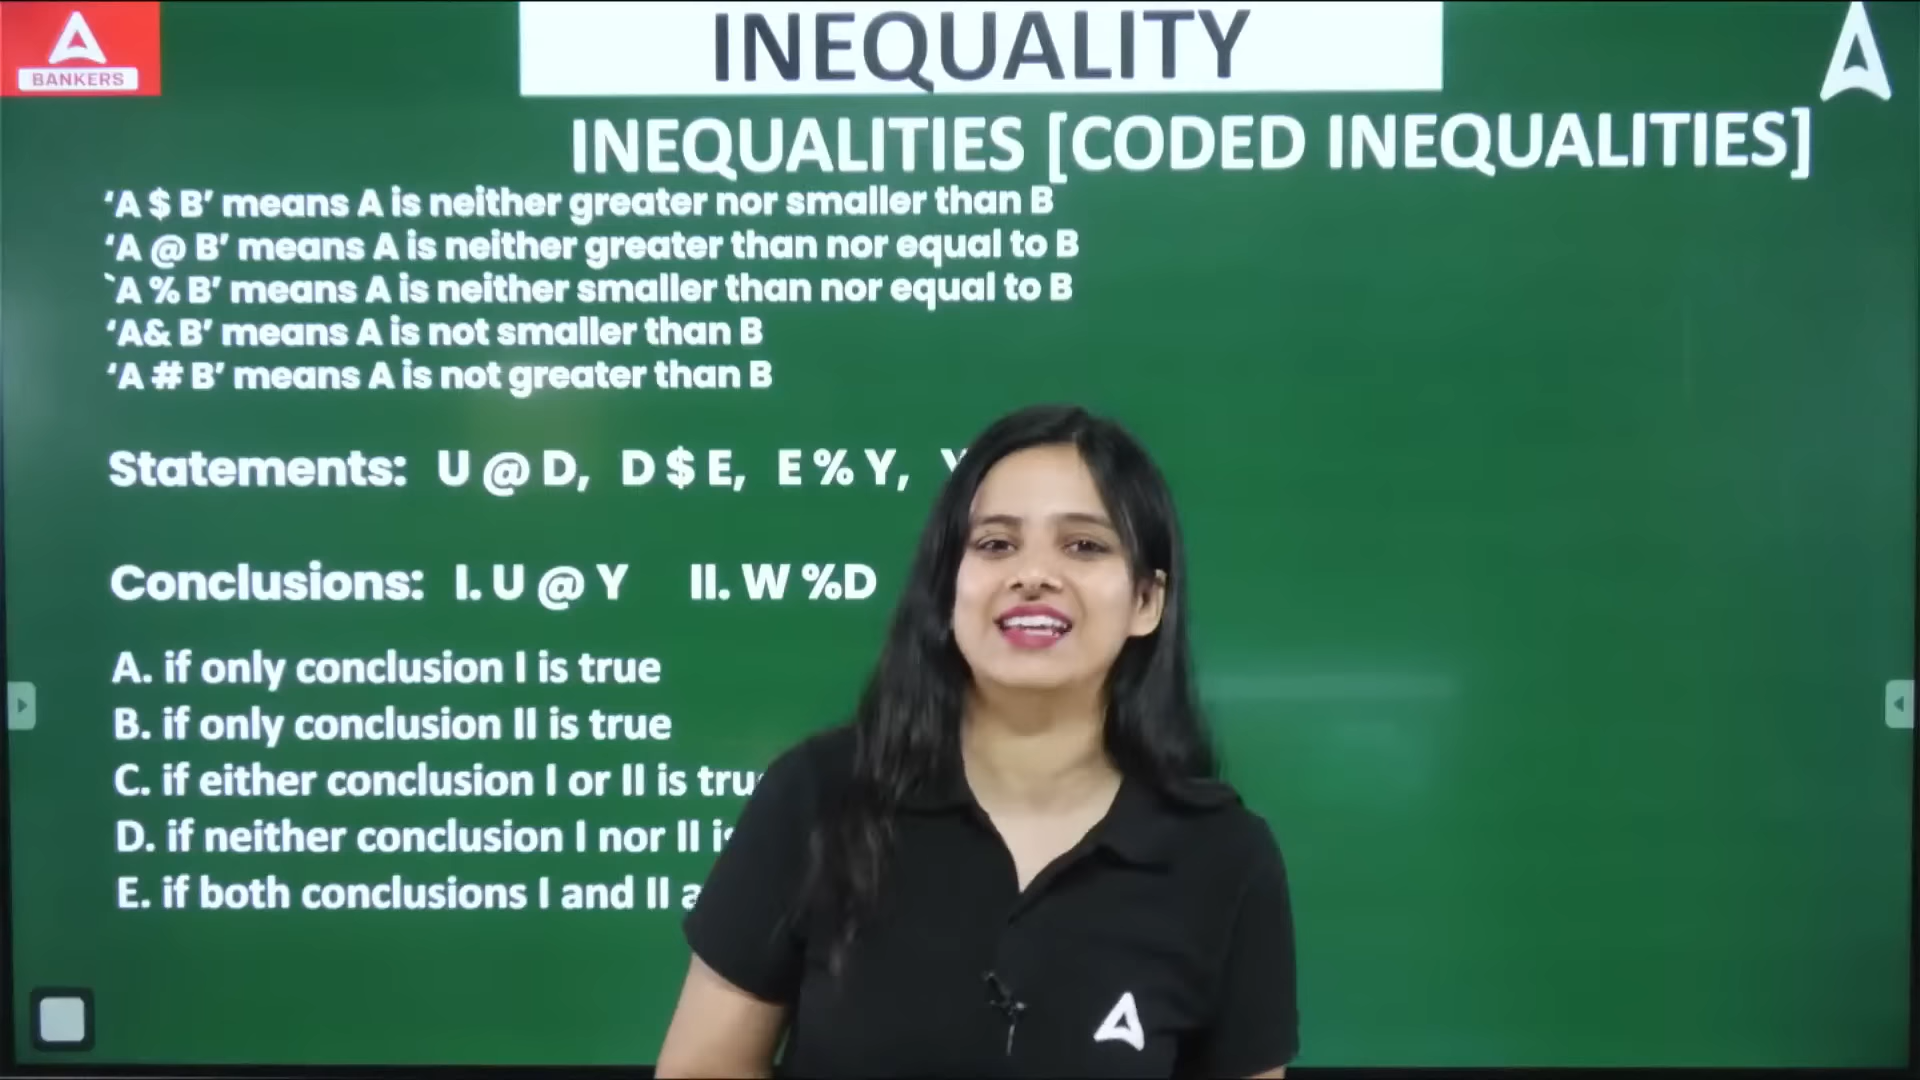 BANKERS
INEQUALITY
INEQUALITIES [CODED INEQUALITIES]
‘A $ B’ means A is neither greater nor smaller than B
‘A @ B’ means A is neither greater than nor equal to B
`A % B’ means A is neither smaller than nor equal to B
‘A& B’ means A is not smaller than B
‘A # B’ means A is not greater than B
Statements: U @ D, D $ E, E % Y,
Conclusions: I. U @ Y II. W %D
A. if only conclusion I is true
B. if only conclusion II is true
C. if either conclusion I or II is
D. if neither conclusion I nor II
E. if both conclusions I and II